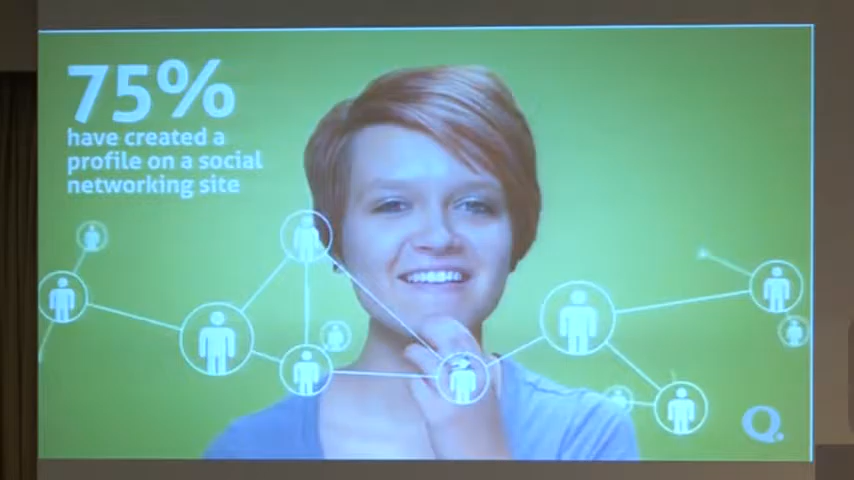 75%
have created a
profile on a social
networking site
Q.